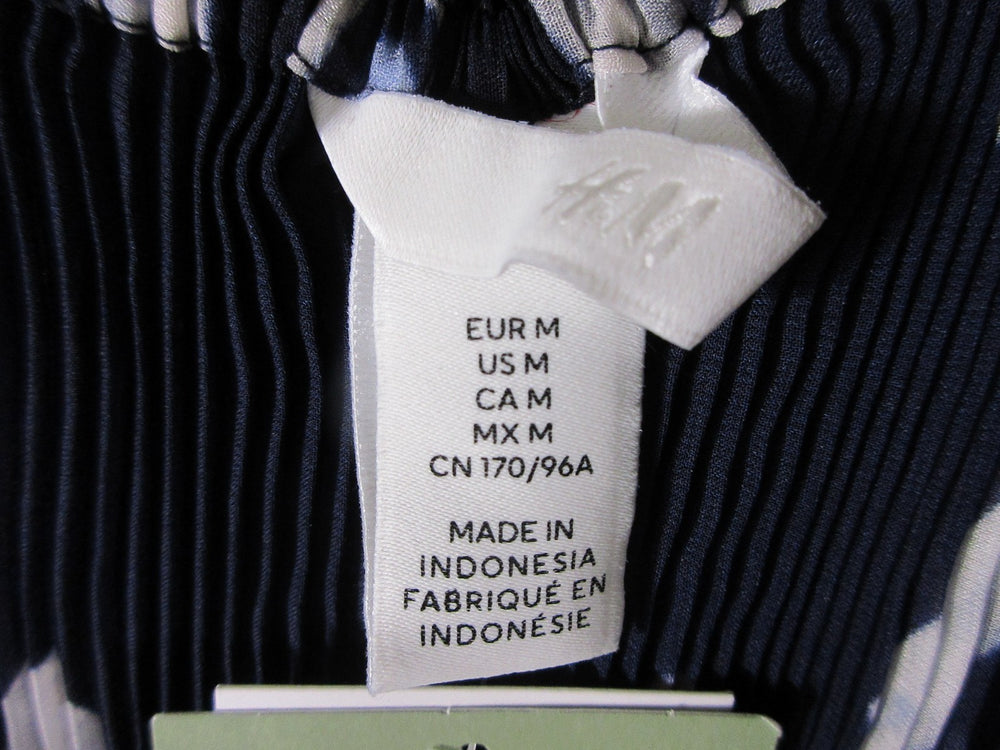 H&M
EUR M
US M
CA M
MX M
CN 170/96A
MADE IN
INDONESIA
FABRIQUÉ EN
INDONÉSIE